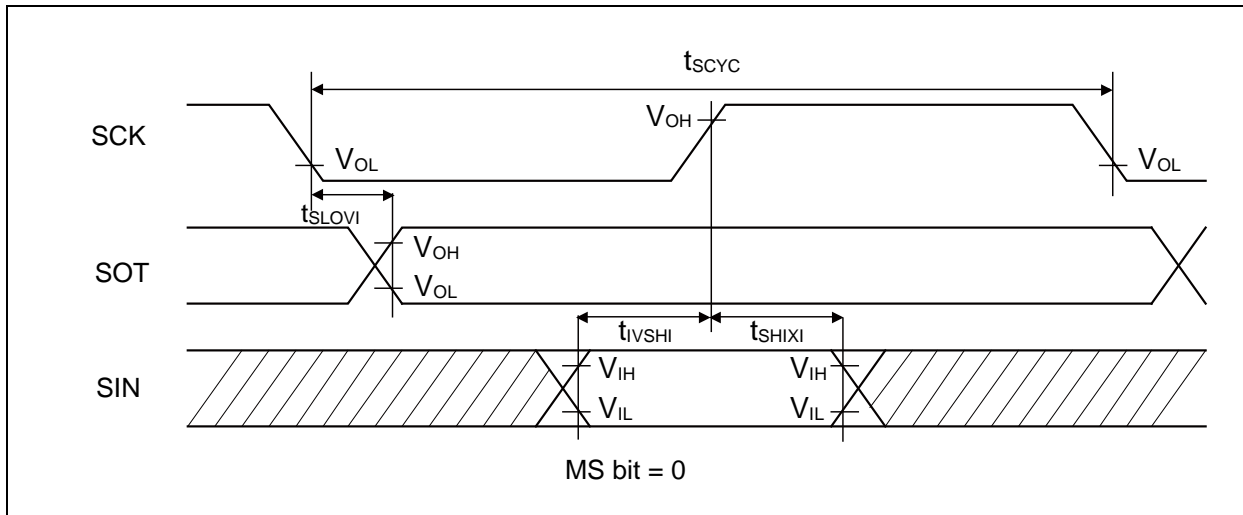 tSCYC
SCK
VOH
VOL
VOL
tSLOVI
SOT
VOH
VOL
tIVSHI
tSHIXI
SIN
VIH
VIH
VIL
VIL
MS bit = 0